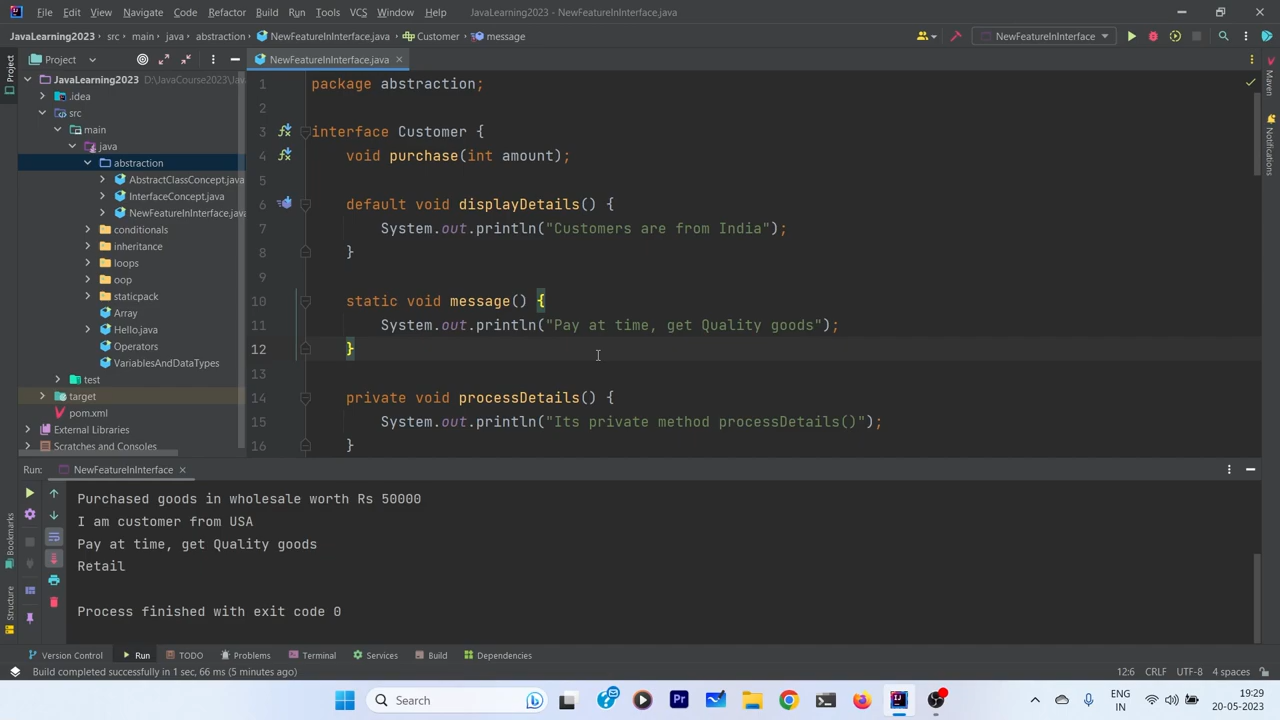 File Edit View Navigate Code Refactor Build Run Tools VCS Window Help JavaLearning2023 - NewFeatureInInterface.java
JavaLearning2023 src main java abstraction NewFeatureInInterface.java Customer message NewFeatureInInterface
Project NewFeatureInInterface.java
JavaLearning2023 D:\JavaCourse2023\Jav
.idea
src
main
java
abstraction
AbstractClassConcept.java
InterfaceConcept.java
NewFeatureInInterface.java
conditionals
inheritance
loops
oop
staticpack
Array
Hello.java
Operators
VariablesAndDataTypes
test
target
pom.xml
External Libraries
Scratches and Consoles
1 package abstraction;
2
3 interface Customer {
4 void purchase(int amount);
5
6 default void displayDetails() {
7 System.out.println("Customers are from India");
8 }
9
10 static void message() {
11 System.out.println("Pay at time, get Quality goods");
12 }
13
14 private void processDetails() {
15 System.out.println("Its private method processDetails()");
16 }
Project
Bookmarks
Structure
Maven
Notifications
Run: NewFeatureInInterface
Purchased goods in wholesale worth Rs 50000
I am customer from USA
Pay at time, get Quality goods
Retail
Process finished with exit code 0
Version Control Run TODO Problems Terminal Services Build Dependencies
Build completed successfully in 1 sec, 66 ms (5 minutes ago) 12:6 CRLF UTF-8 4 spaces
Search Pr ENG 19:29
IN 20-05-2023